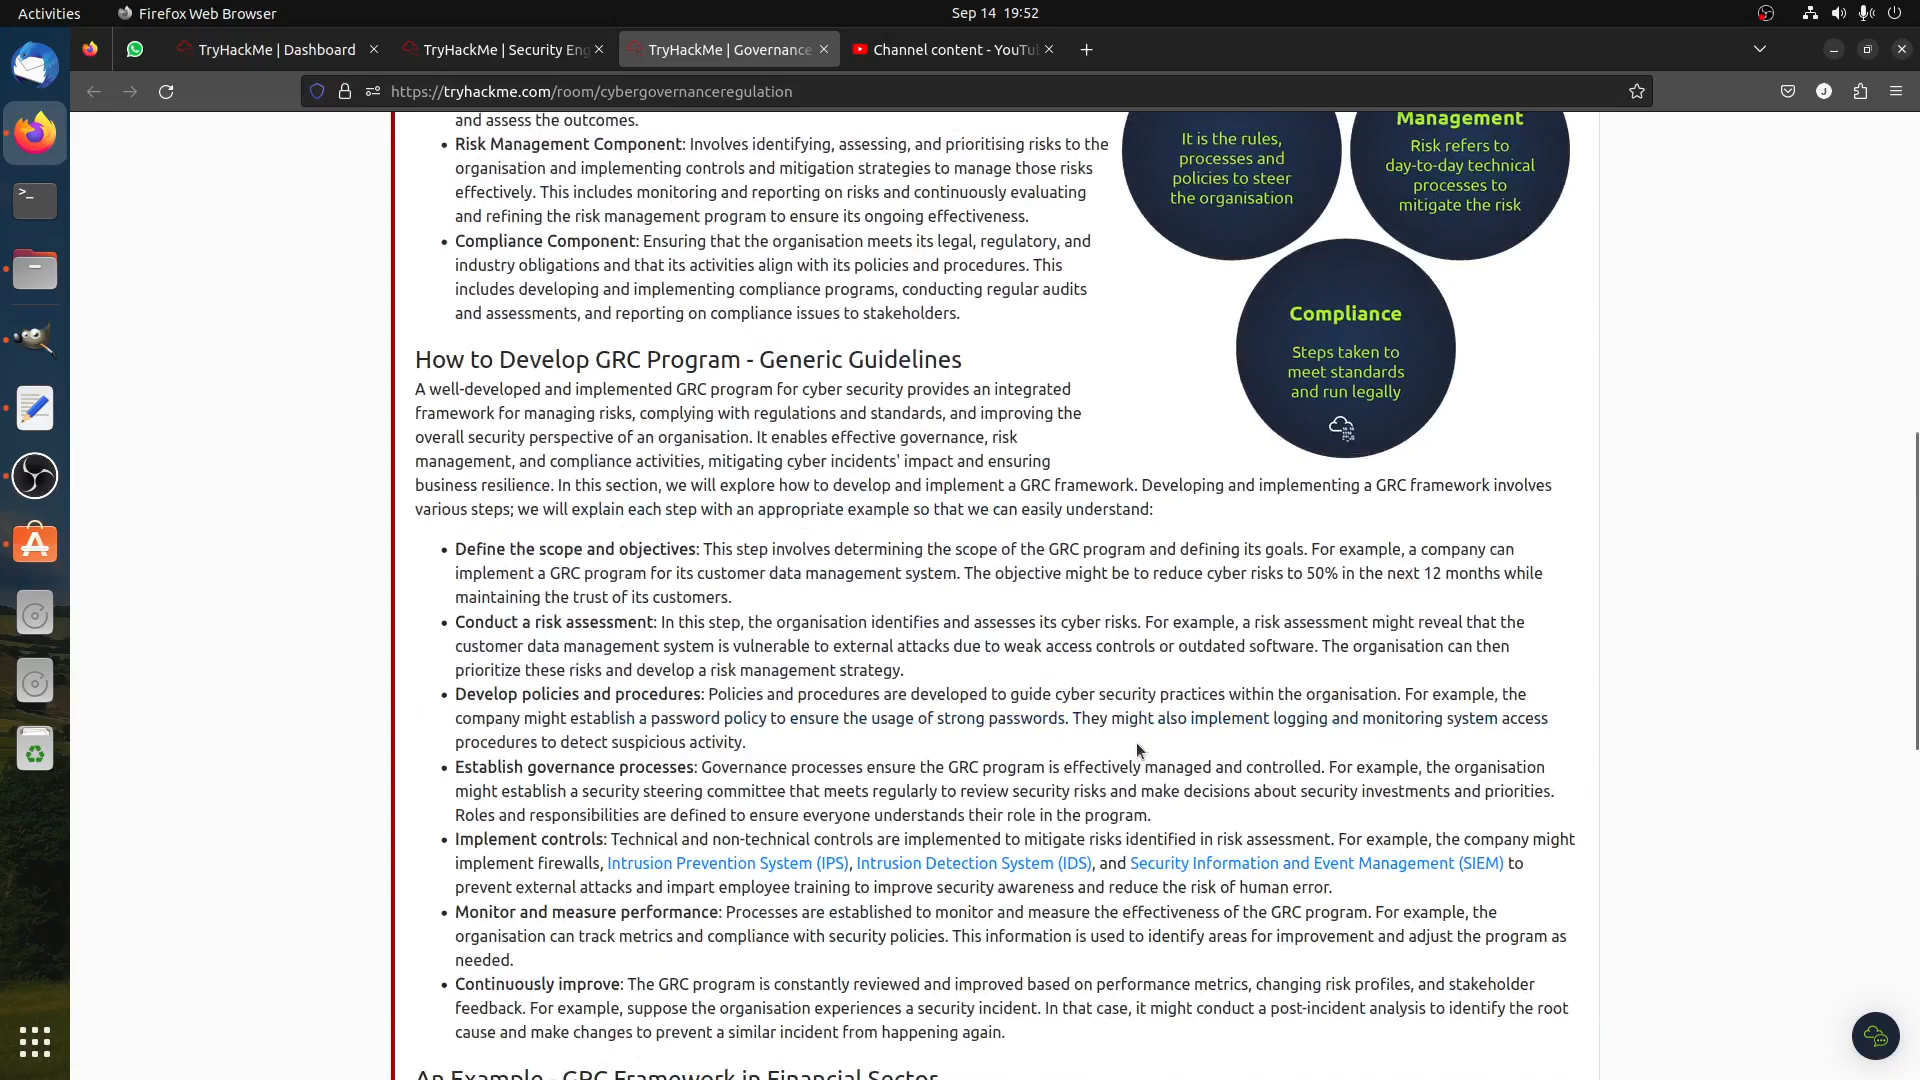 Activities
Firefox Web Browser
Sep 14 19:52
TryHackMe | Dashboard
TryHackMe | Security Eng
TryHackMe | Governance
Channel content - YouTu
https://tryhackme.com/room/cybergovernanceregulation
and assess the outcomes.
• Risk Management Component: Involves identifying, assessing, and prioritising risks to the
organisation and implementing controls and mitigation strategies to manage those risks
effectively. This includes monitoring and reporting on risks and continuously evaluating
and refining the risk management program to ensure its ongoing effectiveness.
• Compliance Component: Ensuring that the organisation meets its legal, regulatory, and
industry obligations and that its activities align with its policies and procedures. This
includes developing and implementing compliance programs, conducting regular audits
and assessments, and reporting on compliance issues to stakeholders.
It is the rules,
processes and
policies to steer
the organisation
Management
Risk refers to
day-to-day technical
processes to
mitigate the risk
Compliance
Steps taken to
meet standards
and run legally
How to Develop GRC Program - Generic Guidelines
A well-developed and implemented GRC program for cyber security provides an integrated
framework for managing risks, complying with regulations and standards, and improving the
overall security perspective of an organisation. It enables effective governance, risk
management, and compliance activities, mitigating cyber incidents' impact and ensuring
business resilience. In this section, we will explore how to develop and implement a GRC framework. Developing and implementing a GRC framework involves
various steps; we will explain each step with an appropriate example so that we can easily understand:
• Define the scope and objectives: This step involves determining the scope of the GRC program and defining its goals. For example, a company can
implement a GRC program for its customer data management system. The objective might be to reduce cyber risks to 50% in the next 12 months while
maintaining the trust of its customers.
• Conduct a risk assessment: In this step, the organisation identifies and assesses its cyber risks. For example, a risk assessment might reveal that the
customer data management system is vulnerable to external attacks due to weak access controls or outdated software. The organisation can then
prioritize these risks and develop a risk management strategy.
• Develop policies and procedures: Policies and procedures are developed to guide cyber security practices within the organisation. For example, the
company might establish a password policy to ensure the usage of strong passwords. They might also implement logging and monitoring system access
procedures to detect suspicious activity.
• Establish governance processes: Governance processes ensure the GRC program is effectively managed and controlled. For example, the organisation
might establish a security steering committee that meets regularly to review security risks and make decisions about security investments and priorities.
Roles and responsibilities are defined to ensure everyone understands their role in the program.
• Implement controls: Technical and non-technical controls are implemented to mitigate risks identified in risk assessment. For example, the company might
implement firewalls, Intrusion Prevention System (IPS), Intrusion Detection System (IDS), and Security Information and Event Management (SIEM) to
prevent external attacks and impart employee training to improve security awareness and reduce the risk of human error.
• Monitor and measure performance: Processes are established to monitor and measure the effectiveness of the GRC program. For example, the
organisation can track metrics and compliance with security policies. This information is used to identify areas for improvement and adjust the program as
needed.
• Continuously improve: The GRC program is constantly reviewed and improved based on performance metrics, changing risk profiles, and stakeholder
feedback. For example, suppose the organisation experiences a security incident. In that case, it might conduct a post-incident analysis to identify the root
cause and make changes to prevent a similar incident from happening again.
An Example - GRC Framework in Financial Sector